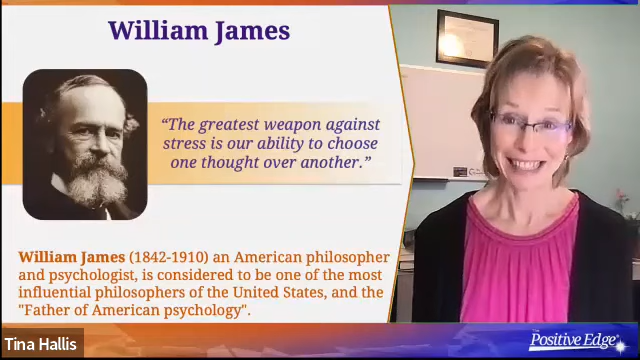 William James
“The greatest weapon against
stress is our ability to choose
one thought over another.”
William James (1842-1910) an American philosopher
and psychologist, is considered to be one of the most
influential philosophers of the United States, and the
"Father of American psychology".
Tina Hallis
The
Positive Edge